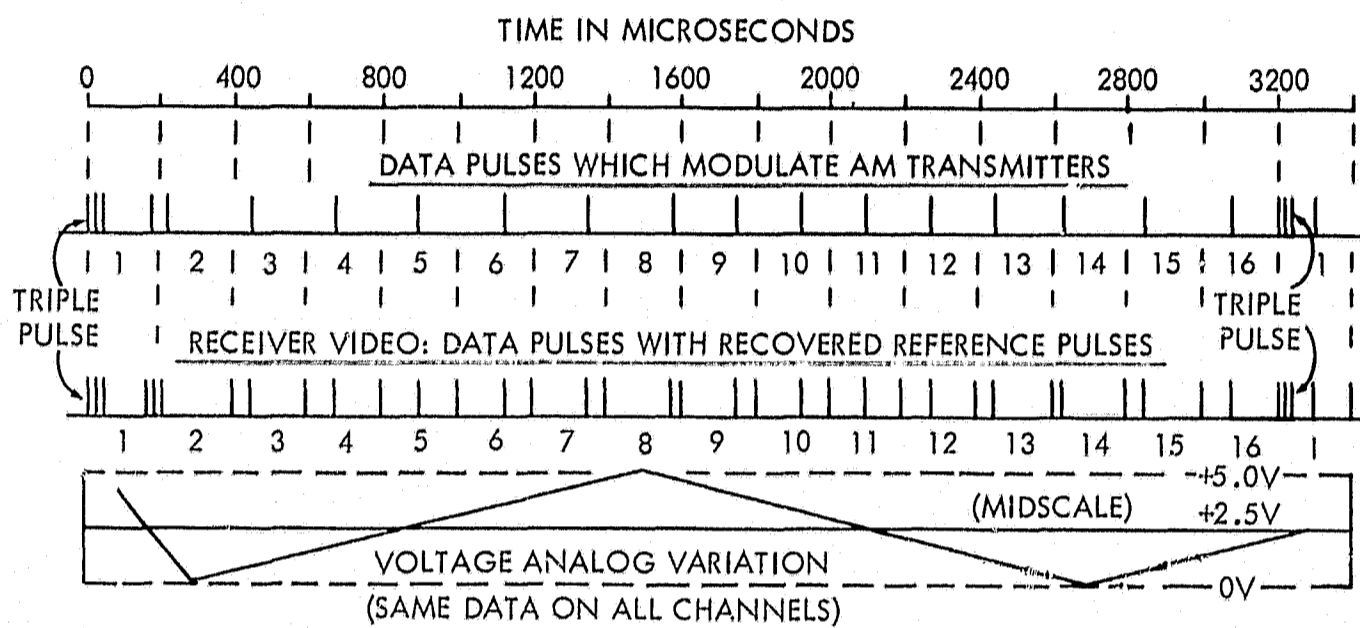 TIME IN MICROSECONDS
0 400 800 1200 1600 2000 2400 2800 3200
DATA PULSES WHICH MODULATE AM TRANSMITTERS
1 2 3 4 5 6 7 8 9 10 11 12 13 14 15 16 1
TRIPLE
PULSE
TRIPLE
PULSE
RECEIVER VIDEO: DATA PULSES WITH RECOVERED REFERENCE PULSES
1 2 3 4 5 6 7 8 9 10 11 12 13 14 15 16 1
+5.0V
(MIDSCALE) +2.5V
VOLTAGE ANALOG VARIATION
0V
(SAME DATA ON ALL CHANNELS)